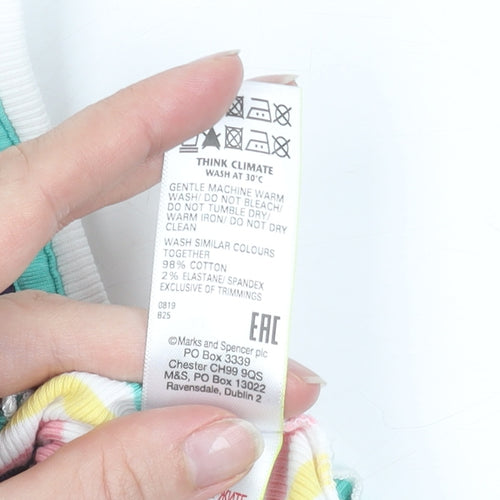 THINK CLIMATE
WASH AT 30°C
GENTLE MACHINE WARM
WASH/ DO NOT BLEACH/
DO NOT TUMBLE DRY/
WARM IRON/ DO NOT DRY
CLEAN
WASH SIMILAR COLOURS
TOGETHER
98% COTTON
2% ELASTANE/ SPANDEX
EXCLUSIVE OF TRIMMINGS
0819
B25
EAC
©Marks and Spencer plc
PO Box 3339
Chester CH99 9QS
M&S, PO Box 13022
Ravensdale, Dublin 2